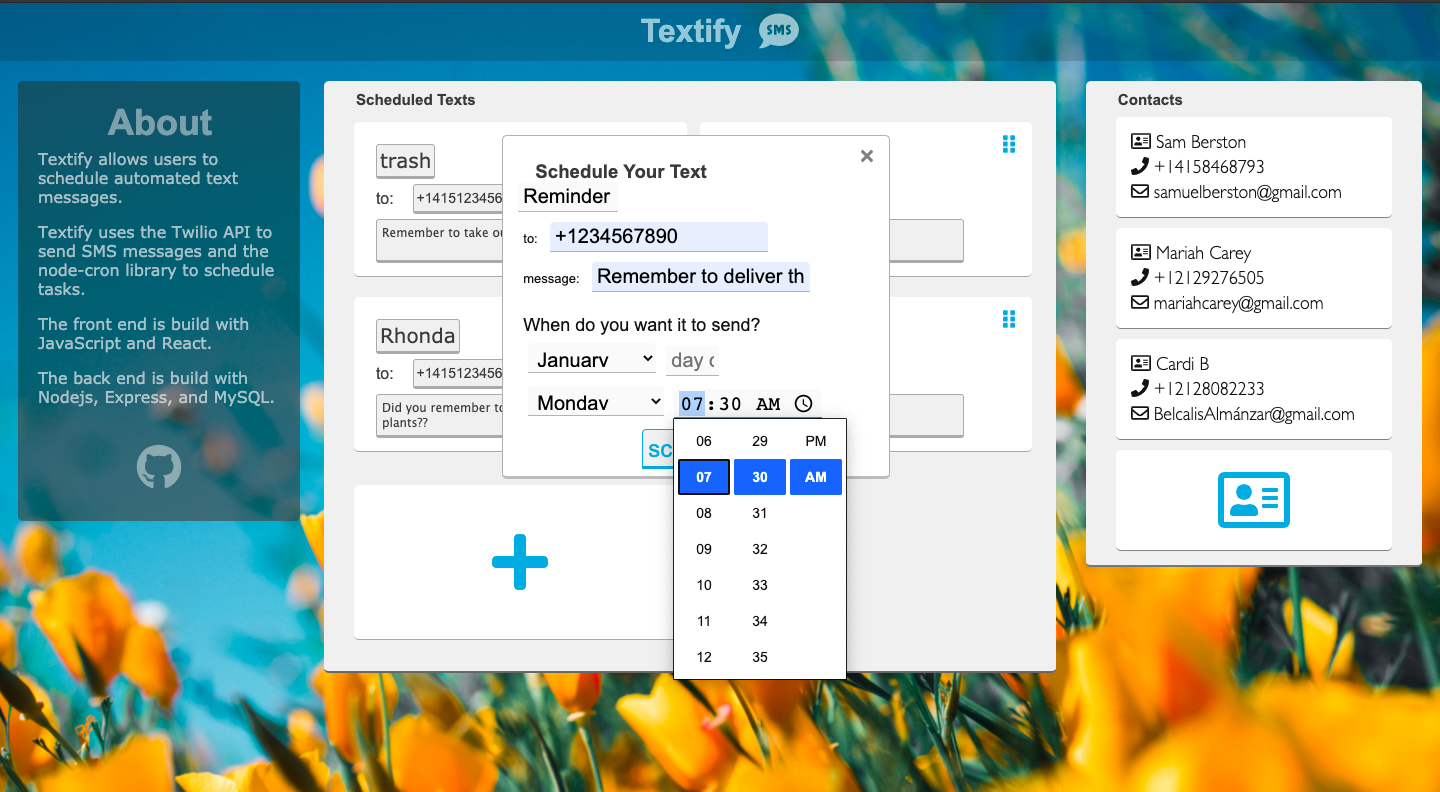 Textify SMS
About
Textify allows users to
schedule automated text
messages.
Textify uses the Twilio API to
send SMS messages and the
node-cron library to schedule
tasks.
The front end is build with
JavaScript and React.
The back end is build with
Nodejs, Express, and MySQL.
Scheduled Texts
trash
to: +1415123456
Remember to take
Rhonda
to: +1415123456
Did you remember to
plants??
Schedule Your Text
Reminder
to: +1234567890
message: Remember to deliver th
When do you want it to send?
January
day
Monday 07:30 AM
SC
06 29 PM
07 30 AM
08 31
09 32
10 33
11 34
12 35
Contacts
Sam Berston
+14158468793
samuelberston@gmail.com
Mariah Carey
+12129276505
mariahcarey@gmail.com
Cardi B
+12128082233
BelcalisAlmánzar@gmail.com